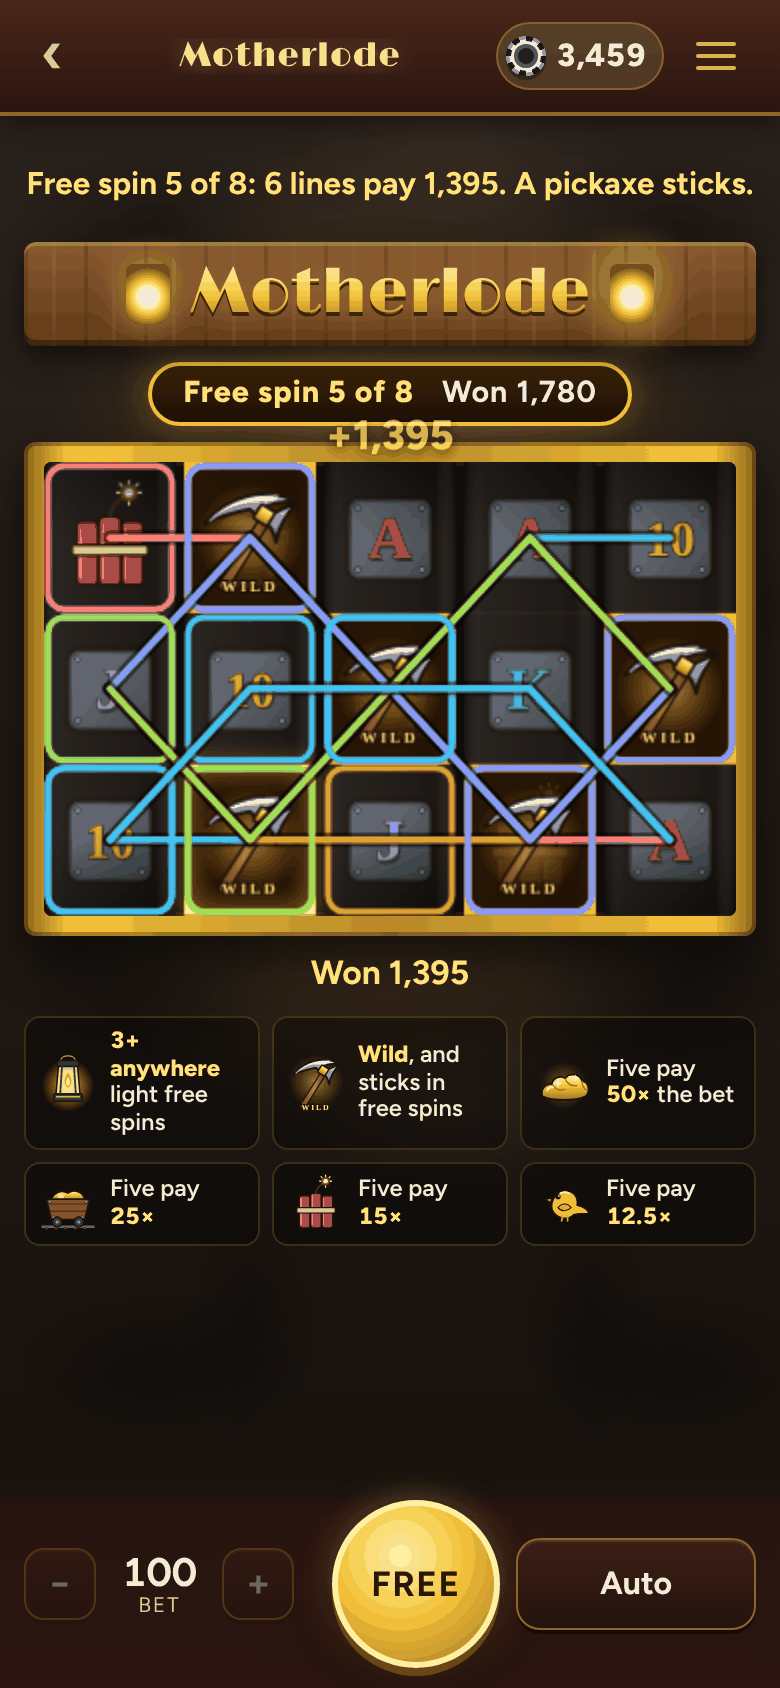 Motherlode
3,459
Free spin 5 of 8: 6 lines pay 1,395. A pickaxe sticks.
Motherlode
Free spin 5 of 8 Won 1,780
+1,395
WILD A A 10
J 10 WILD K WILD
10 WILD J WILD A
Won 1,395
3+
anywhere
light free
spins
WILD
Wild, and
sticks in
free spins
Five pay
50× the bet
Five pay
25×
Five pay
15×
Five pay
12.5×
-
100
BET
+
FREE
Auto